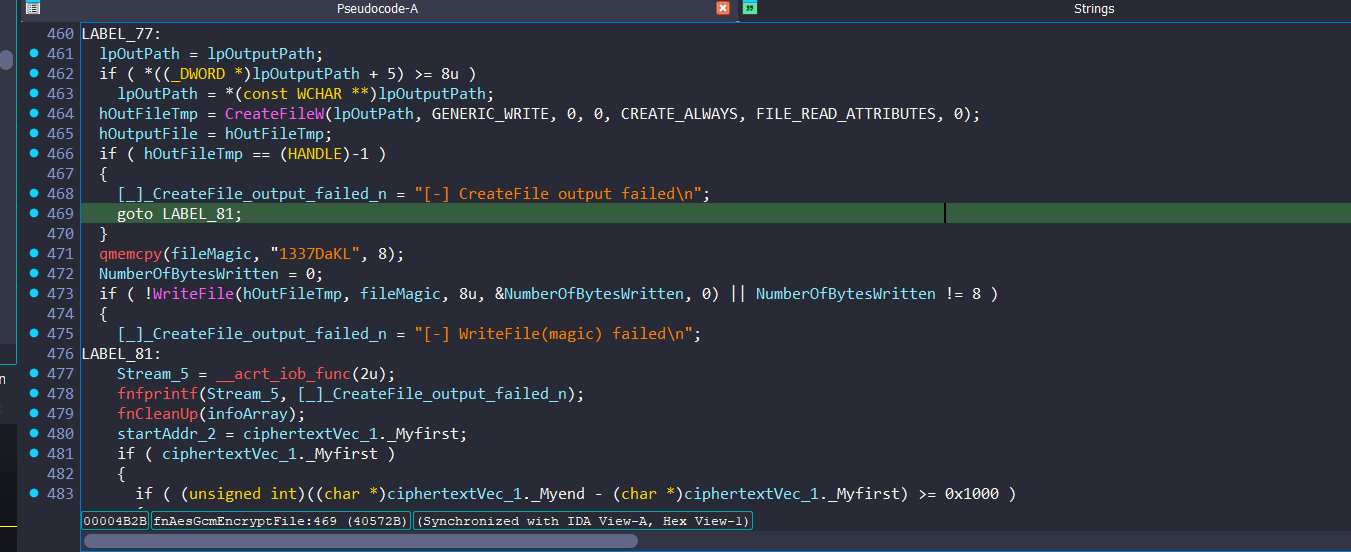 Pseudocode-A Strings
460 LABEL_77:
461 lpOutPath = lpOutputPath;
462 if ( *((_DWORD *)lpOutputPath + 5) >= 8u )
463 lpOutPath = *(const WCHAR **)lpOutputPath;
464 hOutFileTmp = CreateFileW(lpOutPath, GENERIC_WRITE, 0, 0, CREATE_ALWAYS, FILE_READ_ATTRIBUTES, 0);
465 hOutputFile = hOutFileTmp;
466 if ( hOutFileTmp == (HANDLE)-1 )
467 {
468 [_]_CreateFile_output_failed_n = "[-] CreateFile output failed\n";
469 goto LABEL_81;
470 }
471 qmemcpy(fileMagic, "1337DaKL", 8);
472 NumberOfBytesWritten = 0;
473 if ( !WriteFile(hOutFileTmp, fileMagic, 8u, &NumberOfBytesWritten, 0) || NumberOfBytesWritten != 8 )
474 {
475 [_]_CreateFile_output_failed_n = "[-] WriteFile(magic) failed\n";
476 LABEL_81:
477 Stream_5 = __acrt_iob_func(2u);
478 fnfprintf(Stream_5, [_]_CreateFile_output_failed_n);
479 fnCleanUp(infoArray);
480 startAddr_2 = ciphertextVec_1._Myfirst;
481 if ( ciphertextVec_1._Myfirst )
482 {
483 if ( (unsigned int)((char *)ciphertextVec_1._Myend - (char *)ciphertextVec_1._Myfirst) >= 0x1000 )
00004B2B fnAesGcmEncryptFile:469 (40572B) (Synchronized with IDA View-A, Hex View-1)